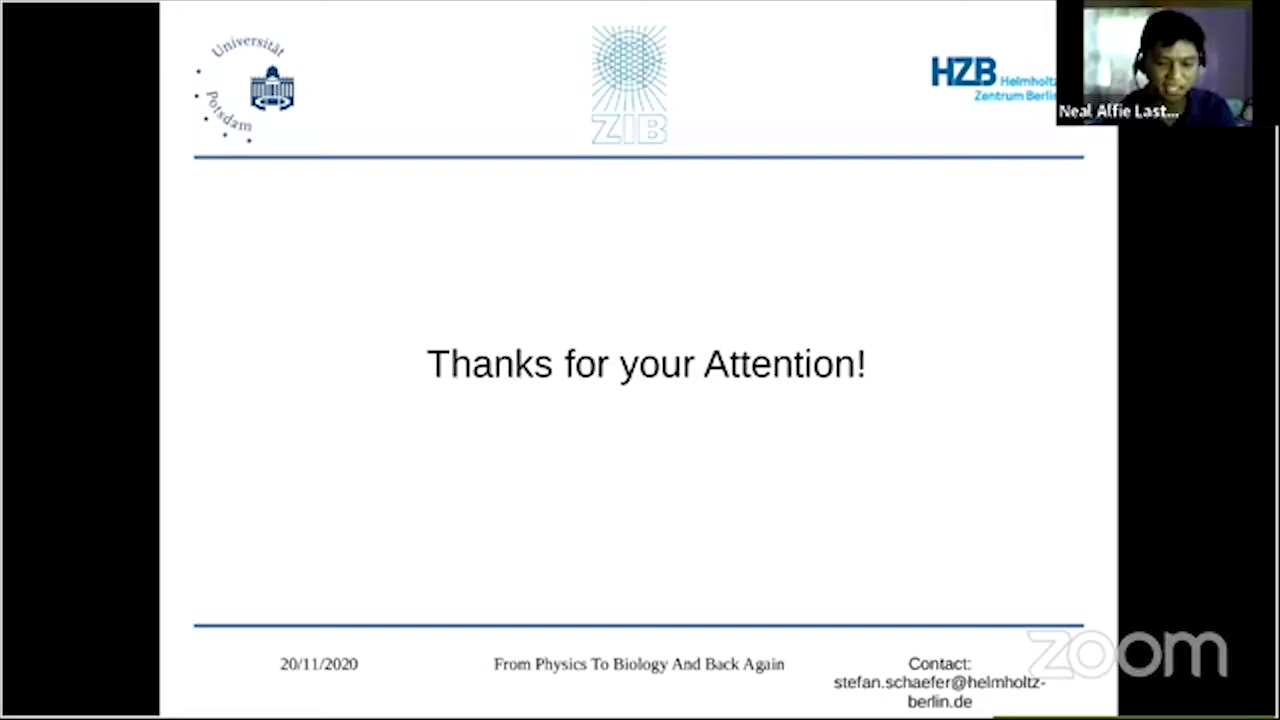 Universität
Potsdam
ZIB
HZB Helmholtz
Zentrum Berlin
Neal Alfie Last...
Thanks for your Attention!
20/11/2020
From Physics To Biology And Back Again
Contact:
stefan.schaefer@helmholtz-
berlin.de
zoom